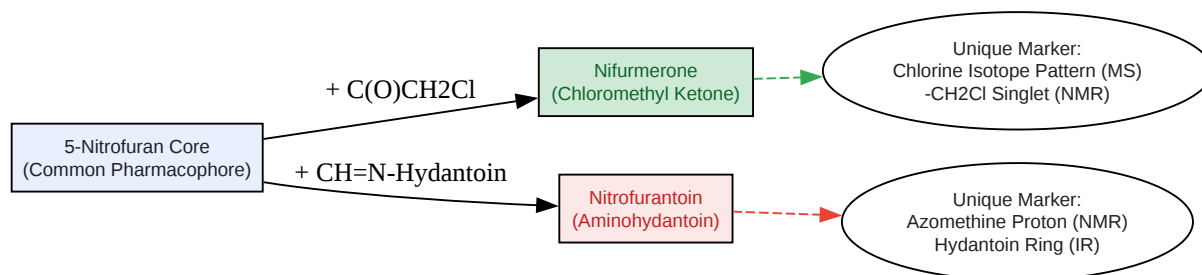 Unique Marker:
Chlorine Isotope Pattern (MS)
-CH2Cl Singlet (NMR)
Nifurmerone
(Chloromethyl Ketone)
+ C(O)CH2Cl
5-Nitrofuran Core
(Common Pharmacophore)
+ CH=N-Hydantoin
Nitrofurantoin
(Aminohydantoin)
Unique Marker:
Azomethine Proton (NMR)
Hydantoin Ring (IR)